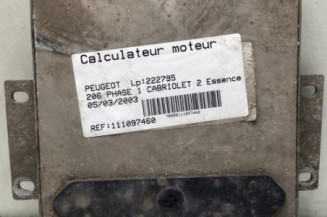 Calculateur moteur
PEUGEOT Lp:222795
206 PHASE 1 CABRIOLET 2 Essence
05/03/2003
REF:111097460